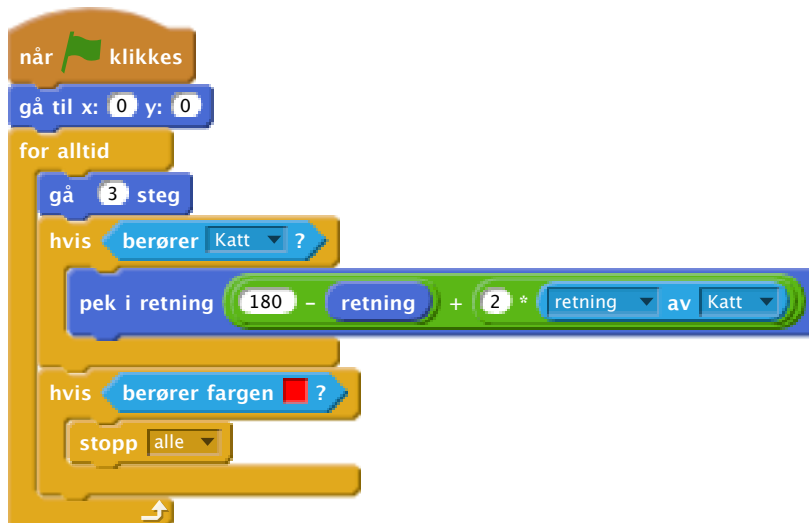 når klikkes
gå til x: 0 y: 0
for alltid
gå 3 steg
hvis berører Katt ?
pek i retning 180 - retning + 2 * retning av Katt
hvis berører fargen ?
stopp alle